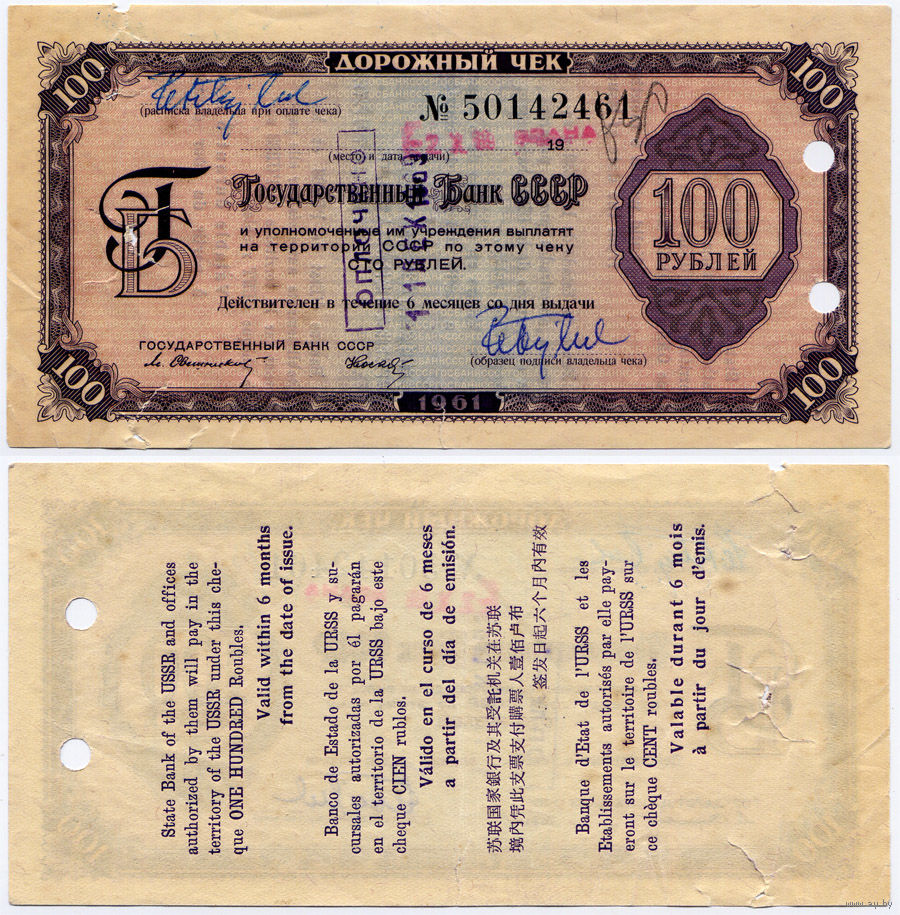 ДОРОЖНЫЙ ЧЕК
100
100
(расписка владельца при оплате чека)
№ 50142461
19
(место и дата выдачи)
ОПЛОЧЕНО
ГБ
Государственный Банк СССР
и уполномоченные им учреждения выплатят
на территории СССР по этому чеку
СТО РУБЛЕЙ.
100
РУБЛЕЙ
Действителен в течение 6 месяцев со дня выдачи
ГОСУДАРСТВЕННЫЙ БАНК СССР
(образец подписи владельца чека)
100
1961
100
State Bank of the USSR and offices
authorized by them will pay in the
territory of the USSR under this che-
que ONE HUNDRED Roubles.
Valid within 6 months
from the date of issue.
Banco de Estado de la URSS y su-
cursales autorizadas por él pagarán
en el territorio de la URSS bajo este
cheque CIEN rublos.
Válido en el curso de 6 meses
a partir del día de emisión.
苏联国家銀行及其受託机关在苏联
境內凭此支票支付購票人壹佰卢布
签发日起六个月內有效
Banque d'Etat de l'URSS et les
Etablissements autorisés par elle pay-
eront sur le territoire de l'URSS sur
ce chèque CENT roubles.
Valable durant 6 mois
à partir du jour d'emis.
www.ay.by